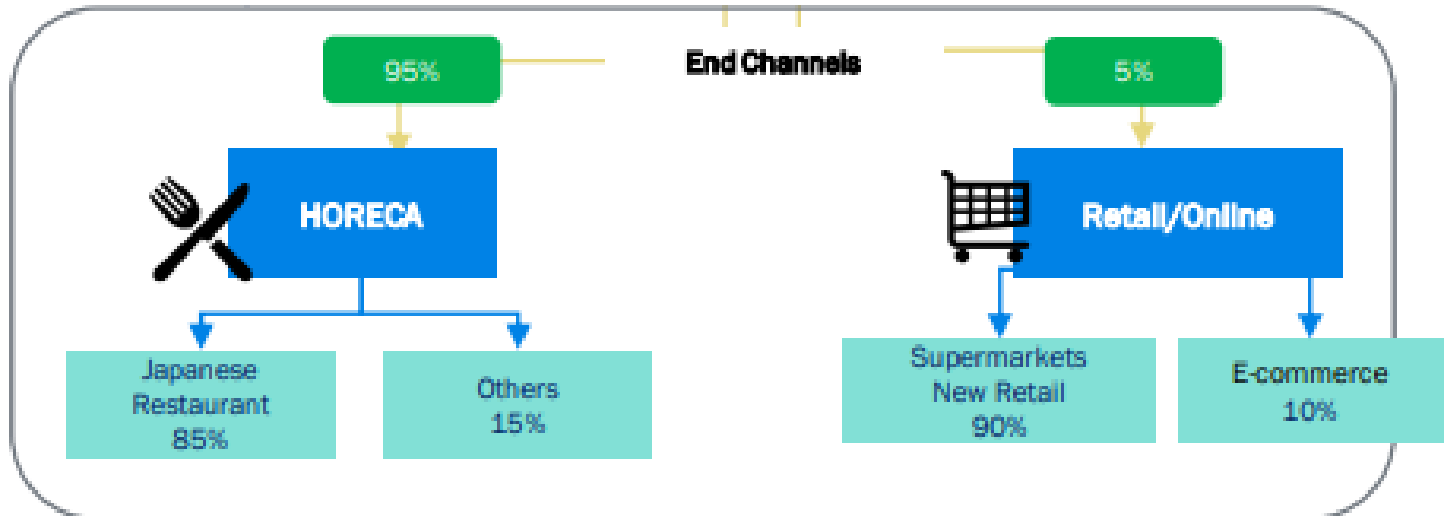 End Channels
95%
5%
HORECA
Retail/Online
Japanese
Restaurant
85%
Others
15%
Supermarkets
New Retail
90%
E-commerce
10%